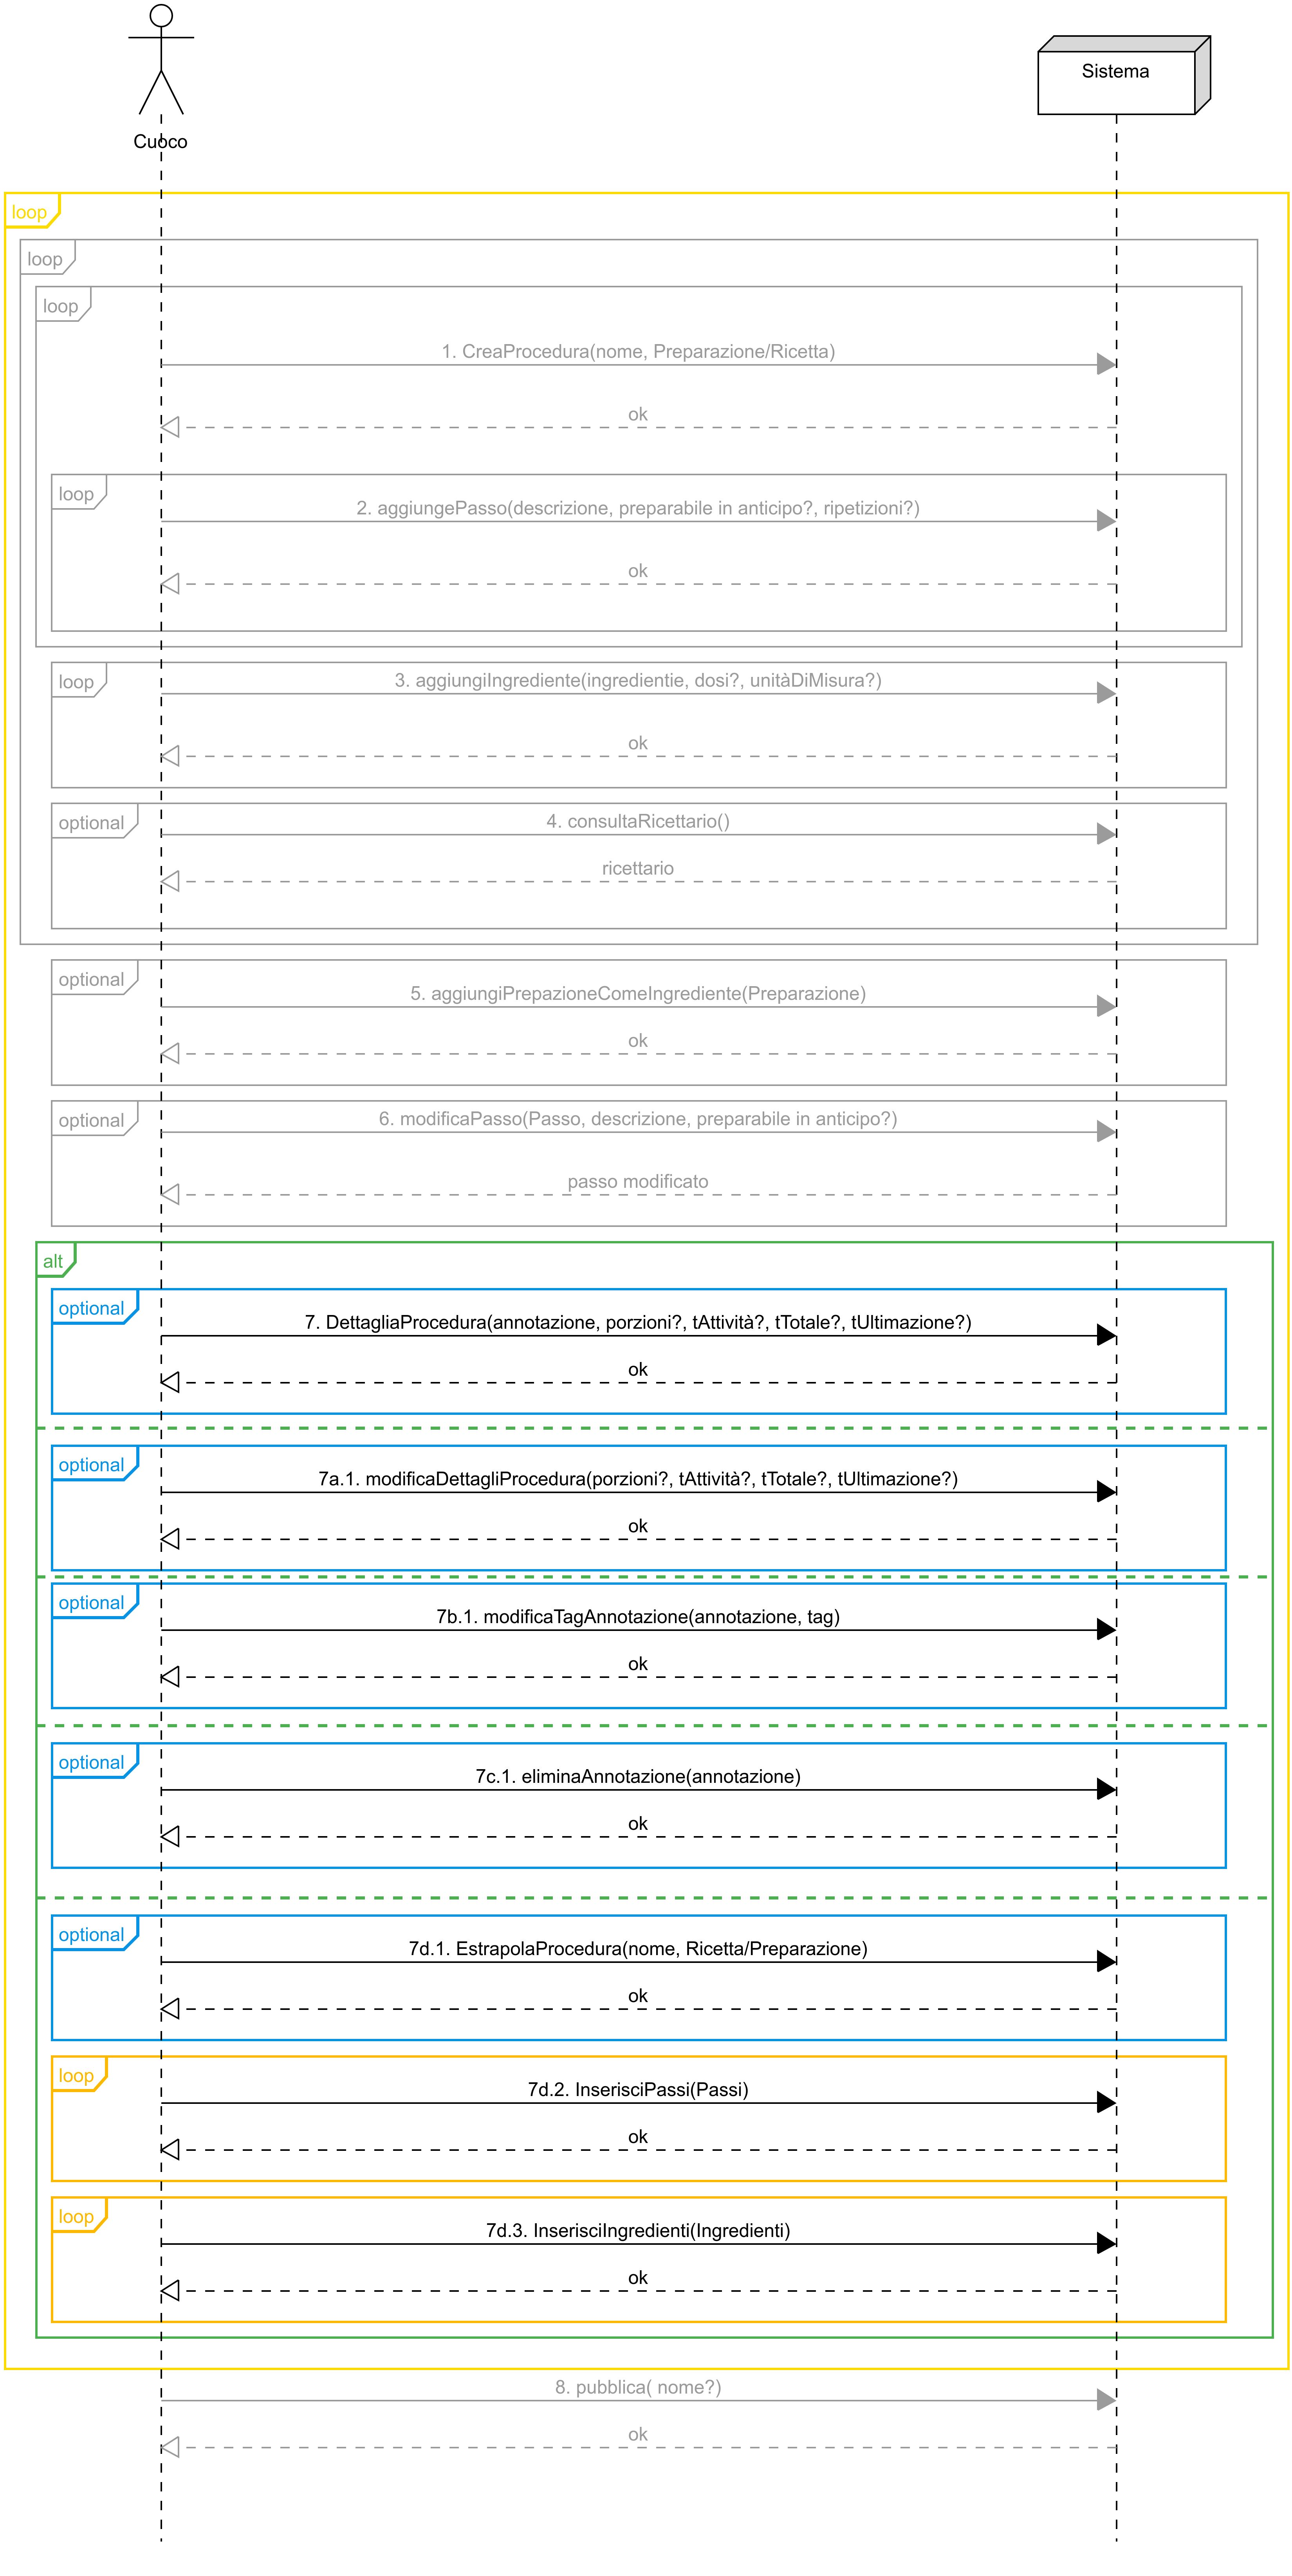 Sistema
Cuoco
loop
loop
loop
1. CreaProcedura(nome, Preparazione/Ricetta)
ok
loop
2. aggiungePasso(descrizione, preparabile in anticipo?, ripetizioni?)
ok
loop
3. aggiungiIngrediente(ingredientie, dosi?, unitàDiMisura?)
ok
optional
4. consultaRicettario()
ricettario
optional
5. aggiungiPrepazioneComeIngrediente(Preparazione)
ok
optional
6. modificaPasso(Passo, descrizione, preparabile in anticipo?)
passo modificato
alt
optional
7. DettagliaProcedura(annotazione, porzioni?, tAttività?, tTotale?, tUltimazione?)
ok
optional
7a.1. modificaDettagliProcedura(porzioni?, tAttività?, tTotale?, tUltimazione?)
ok
optional
7b.1. modificaTagAnnotazione(annotazione, tag)
ok
optional
7c.1. eliminaAnnotazione(annotazione)
ok
optional
7d.1. EstrapolaProcedura(nome, Ricetta/Preparazione)
ok
loop
7d.2. InserisciPassi(Passi)
ok
loop
7d.3. InserisciIngredienti(Ingredienti)
ok
8. pubblica( nome?)
ok